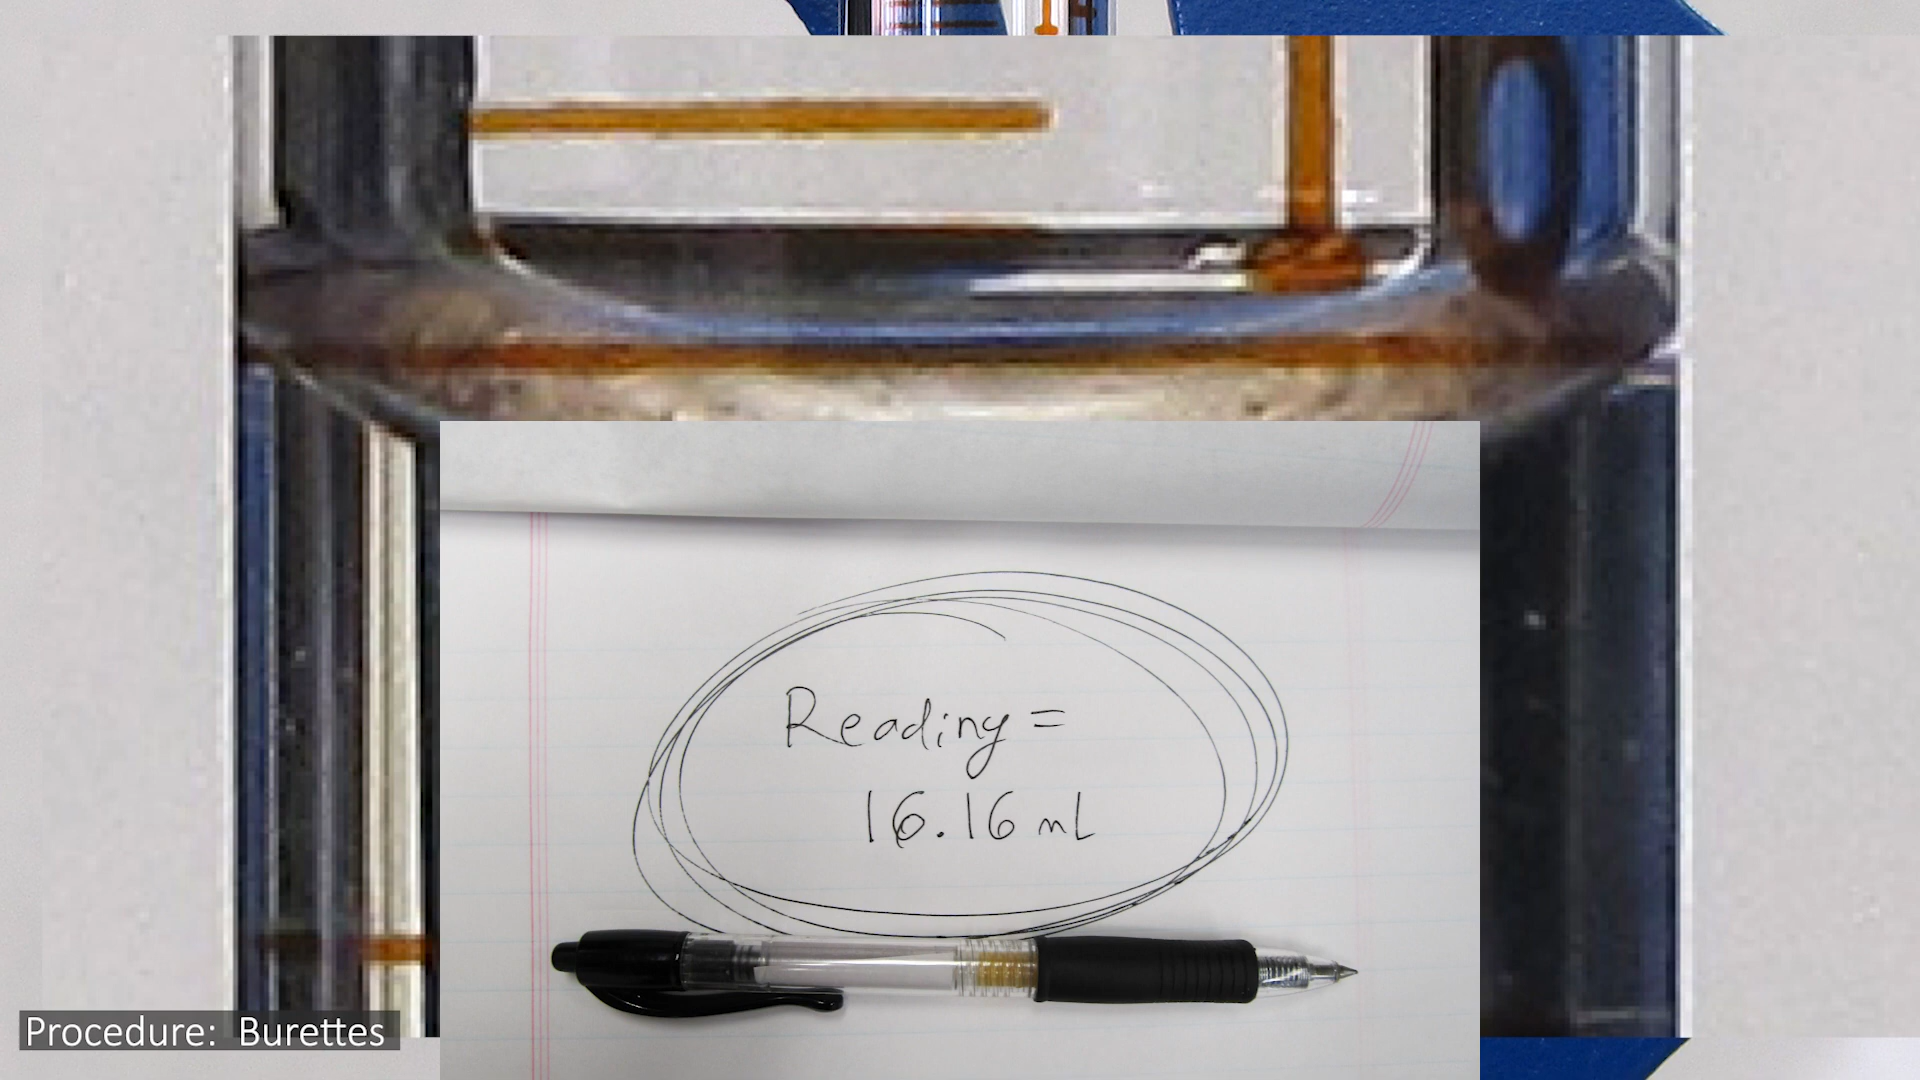 Reading =
16.16 mL
Procedure: Burettes